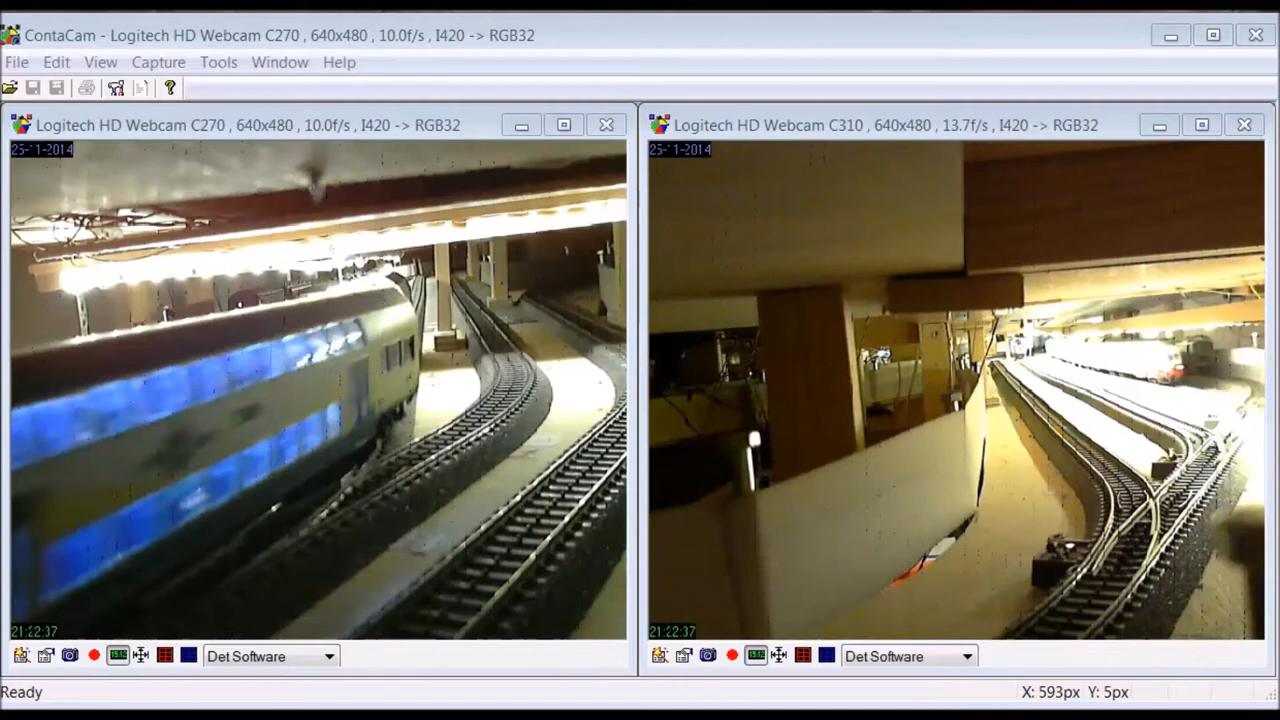 ContaCam - Logitech HD Webcam C270 , 640x480 , 10.0f/s , I420 -> RGB32
File Edit View Capture Tools Window Help
Logitech HD Webcam C270 , 640x480 , 10.0f/s , I420 -> RGB32
25-11-2014
21:22:37
Det Software
Logitech HD Webcam C310 , 640x480 , 13.7f/s , I420 -> RGB32
25-11-2014
21:22:37
Det Software
Ready
X: 593px Y: 5px